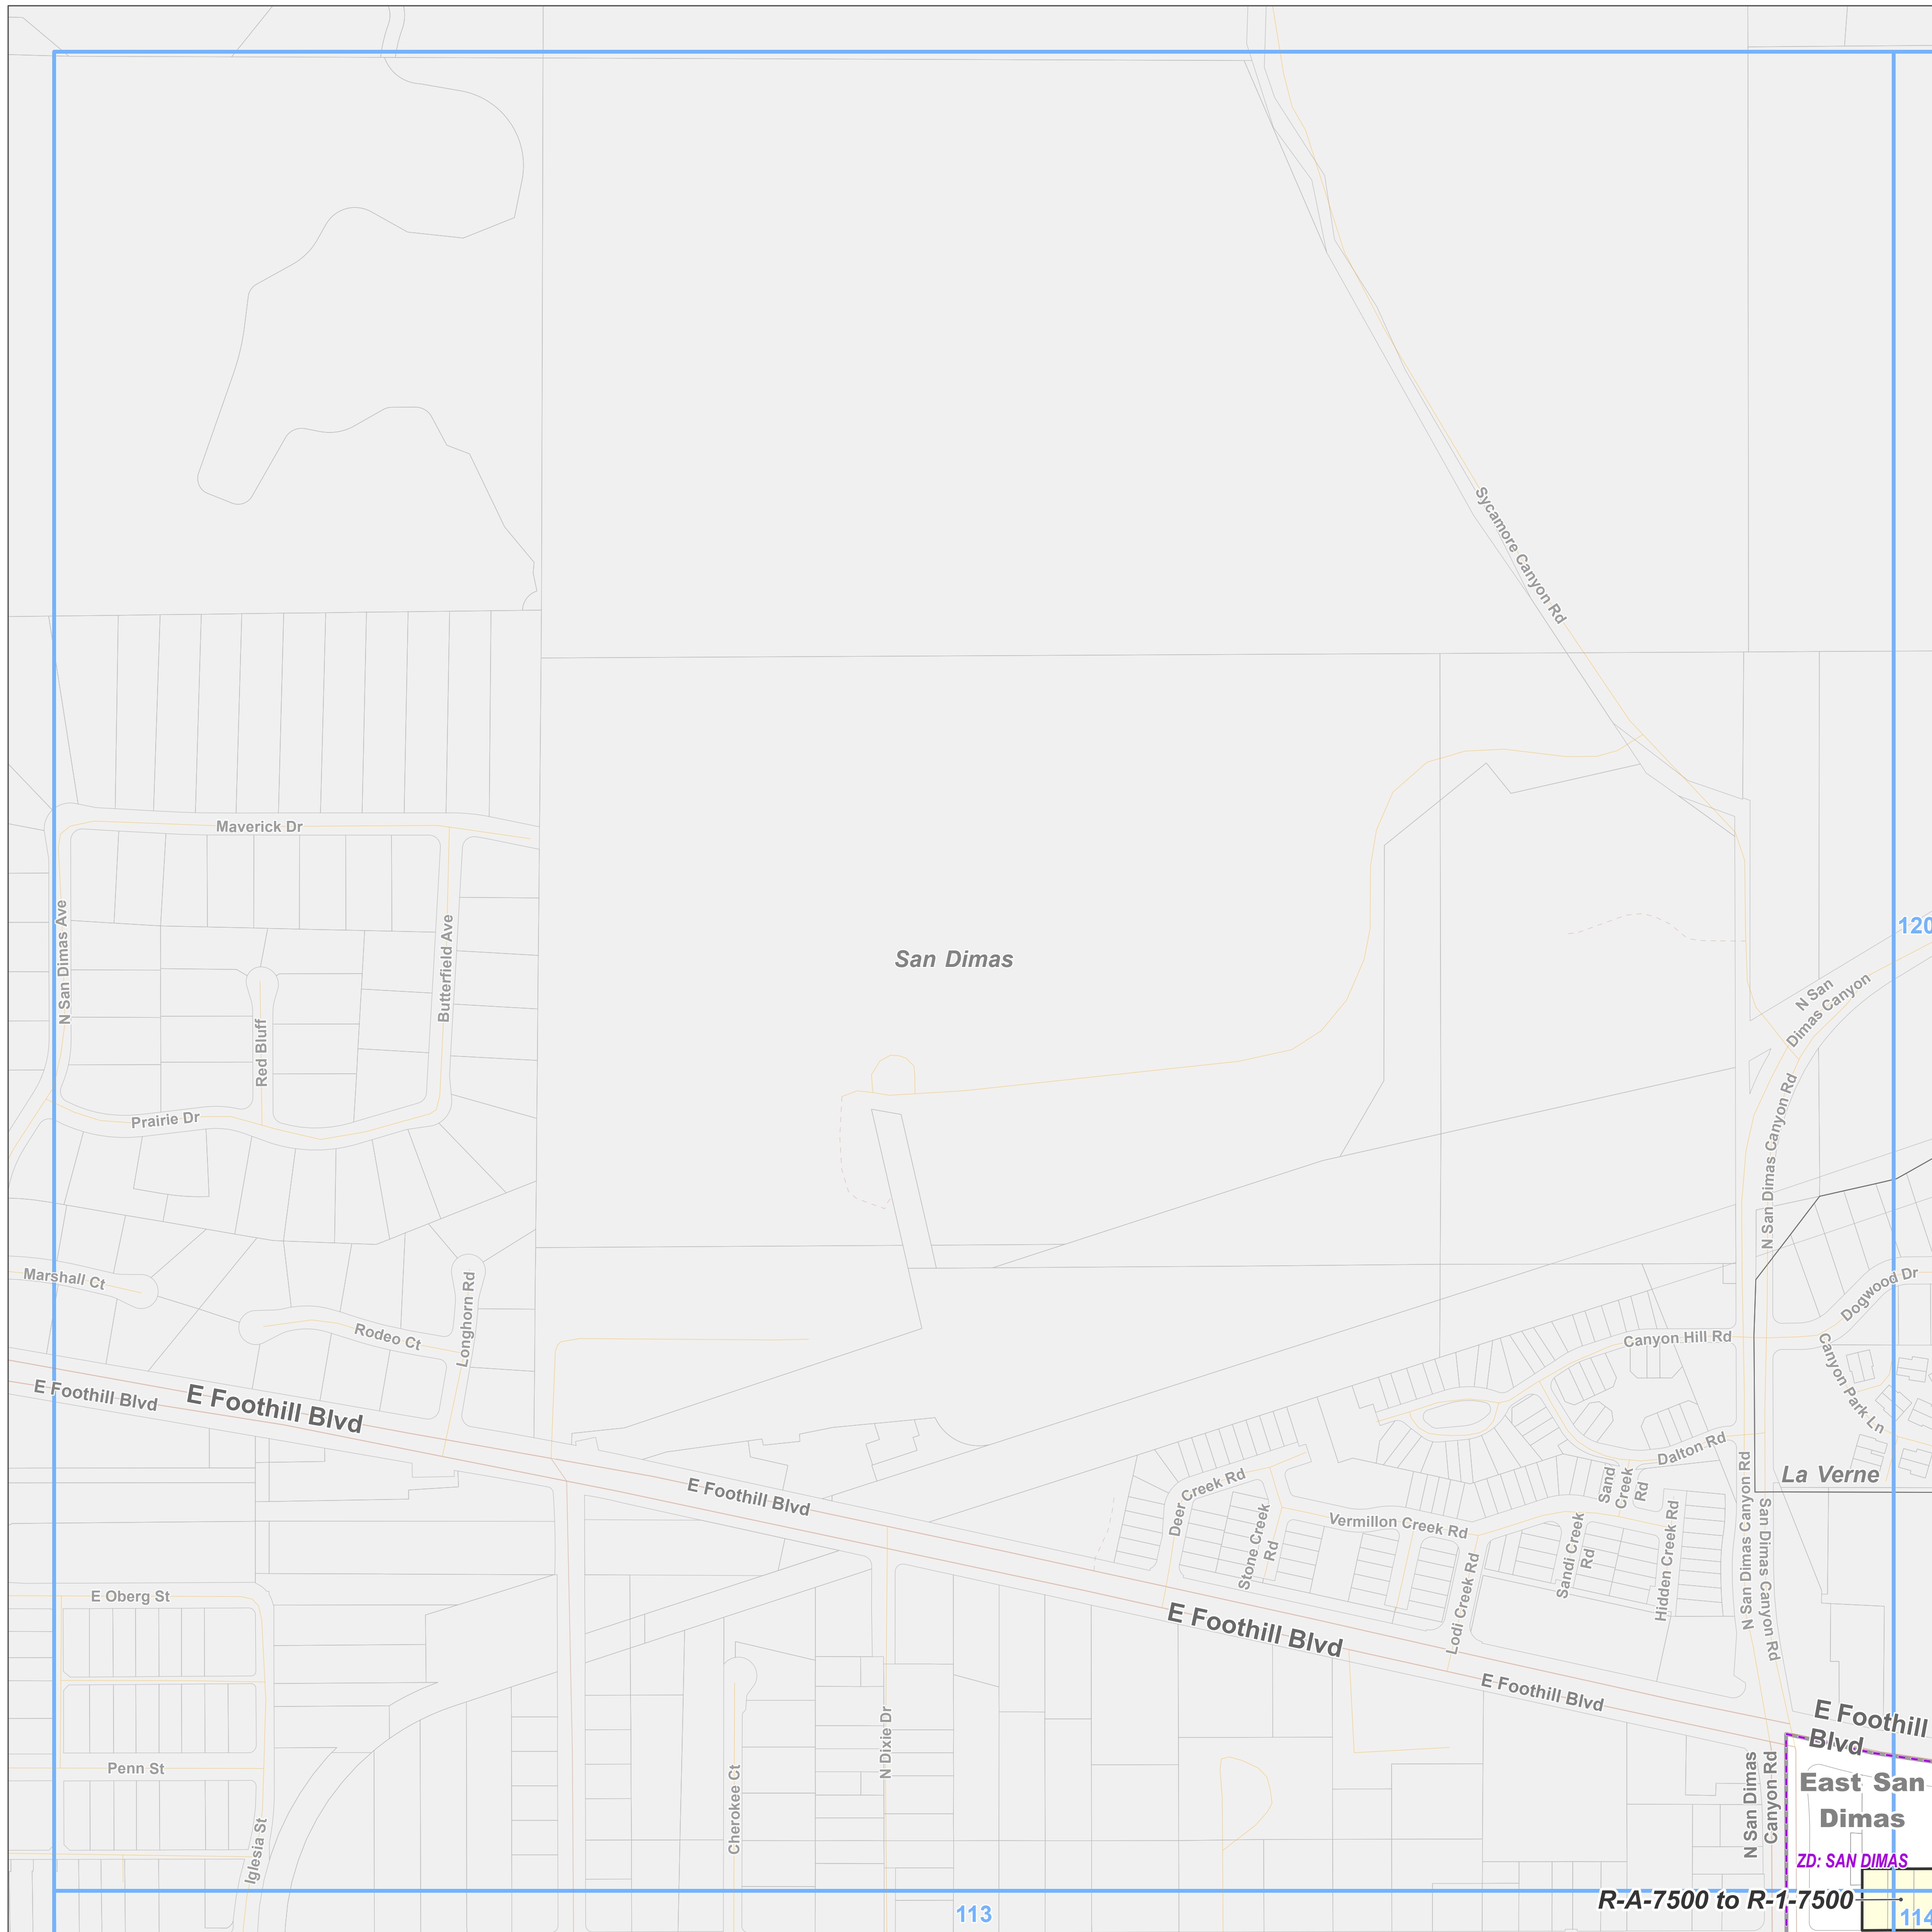 Sycamore Canyon Rd
Maverick Dr
N San Dimas Ave
Butterfield Ave
Red Bluff
Prairie Dr
San Dimas
120
N San
Dimas Canyon
N San Dimas Canyon Rd
Marshall Ct
Rodeo Ct
Longhorn Rd
Dogwood Dr
Canyon Hill Rd
Canyon Park Ln
E Foothill Blvd
E Foothill Blvd
E Foothill Blvd
Dalton Rd
La Verne
Deer
Creek Rd
Stone Creek
Rd
Vermillon Creek Rd
Sand
Creek
Rd
Sandi Creek
Rd
Hidden Creek Rd
Lodi Creek Rd
N San Dimas Canyon Rd
San Dimas Canyon Rd
E Oberg St
E Foothill Blvd
E Foothill Blvd
E Foothill
Blvd
Penn St
Iglesia St
Cherokee Ct
N Dixie Dr
N San Dimas
Canyon Rd
East San
Dimas
ZD: SAN DIMAS
R-A-7500 to R-1-7500
113
114